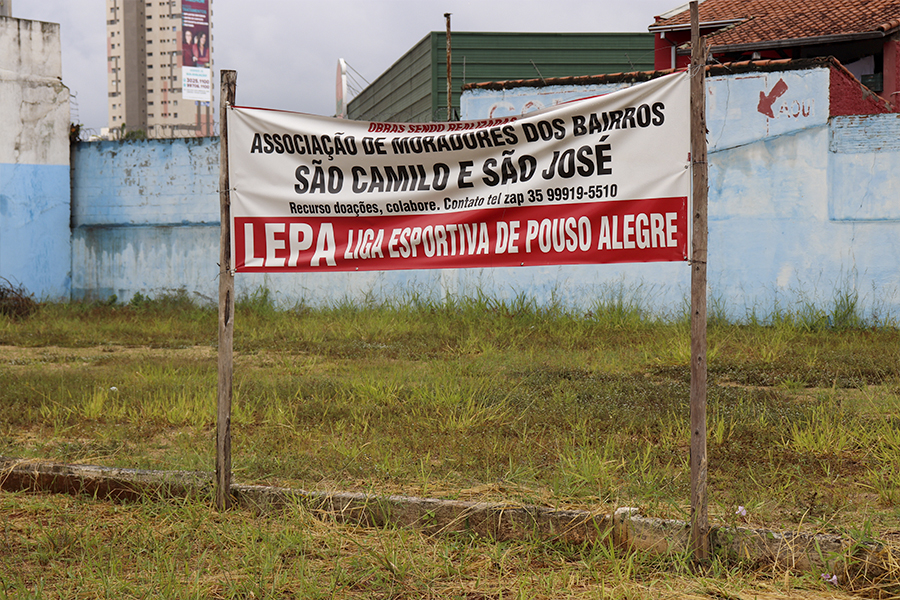 OBRAS SENDO REALIZADAS
ASSOCIAÇÃO DE MORADORES DOS BAIRROS
SÃO CAMILO E SÃO JOSÉ
Recurso doações, colabore. Contato tel zap 35 99919-5510
LEPA LIGA ESPORTIVA DE POUSO ALEGRE